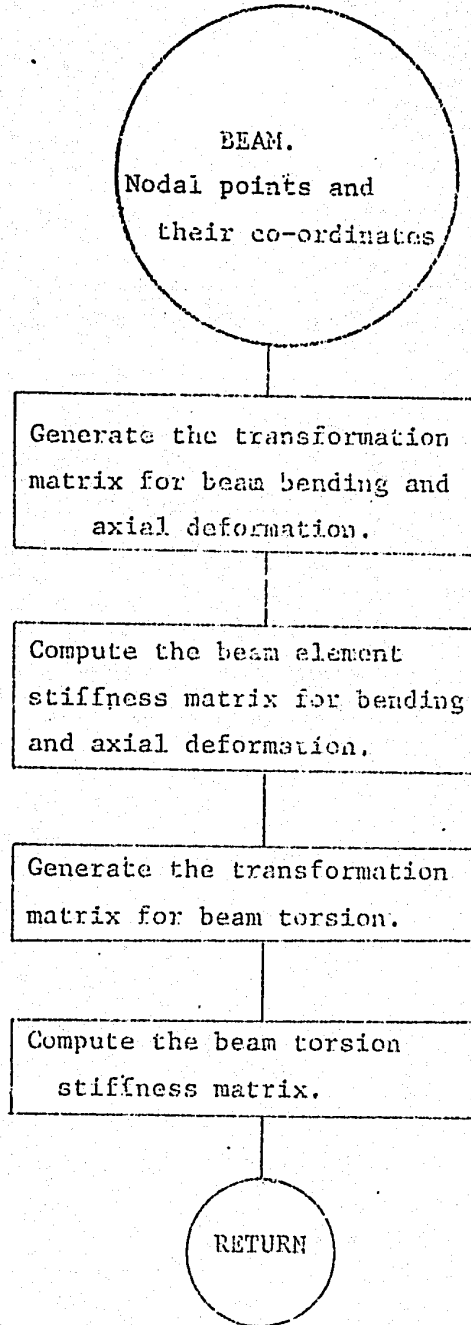 BEAM.
Nodal points and
their co-ordinates
Generate the transformation
matrix for beam bending and
axial deformation.
Compute the beam element
stiffness matrix for bending
and axial deformation.
Generate the transformation
matrix for beam torsion.
Compute the beam torsion
stiffness matrix.
RETURN